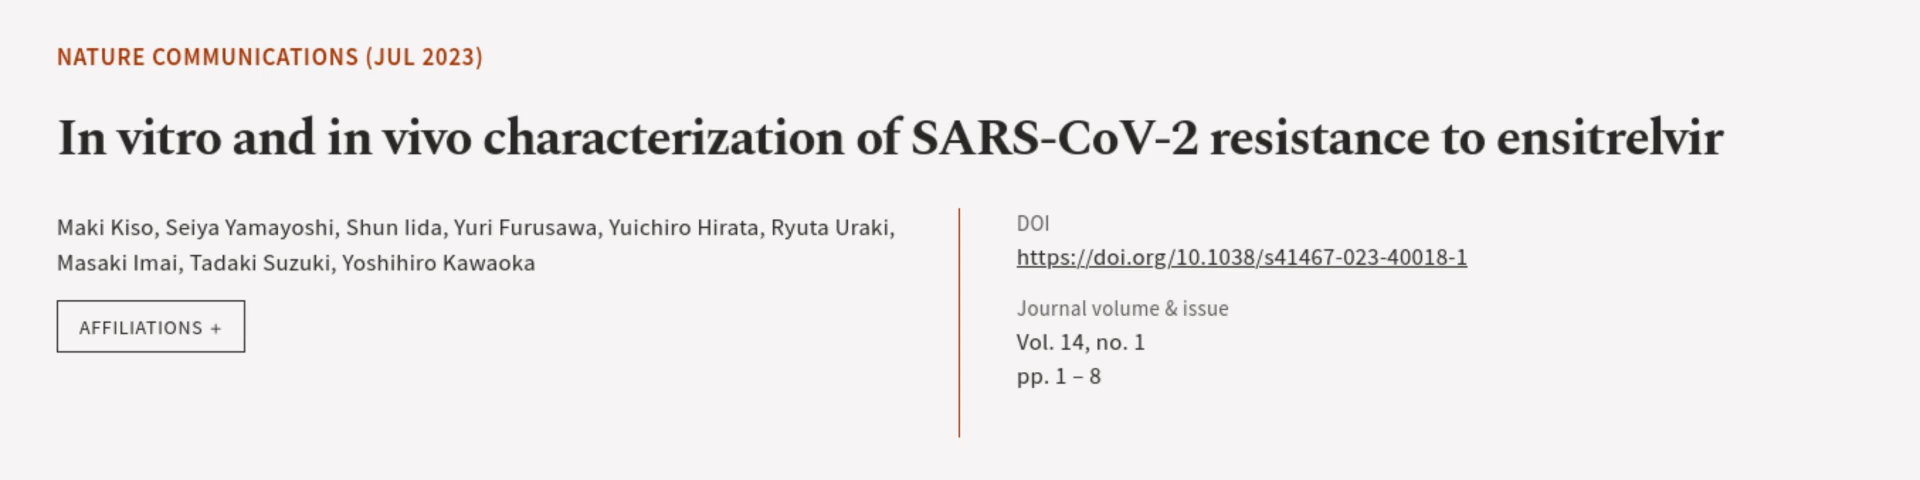 NATURE COMMUNICATIONS (JUL 2023)
In vitro and in vivo characterization of SARS-CoV-2 resistance to ensitrelvir
Maki Kiso, Seiya Yamayoshi, Shun Iida, Yuri Furusawa, Yuichiro Hirata, Ryuta Uraki,
Masaki Imai, Tadaki Suzuki, Yoshihiro Kawaoka
AFFILIATIONS +
DOI
https://doi.org/10.1038/s41467-023-40018-1
Journal volume & issue
Vol. 14, no. 1
pp. 1 – 8